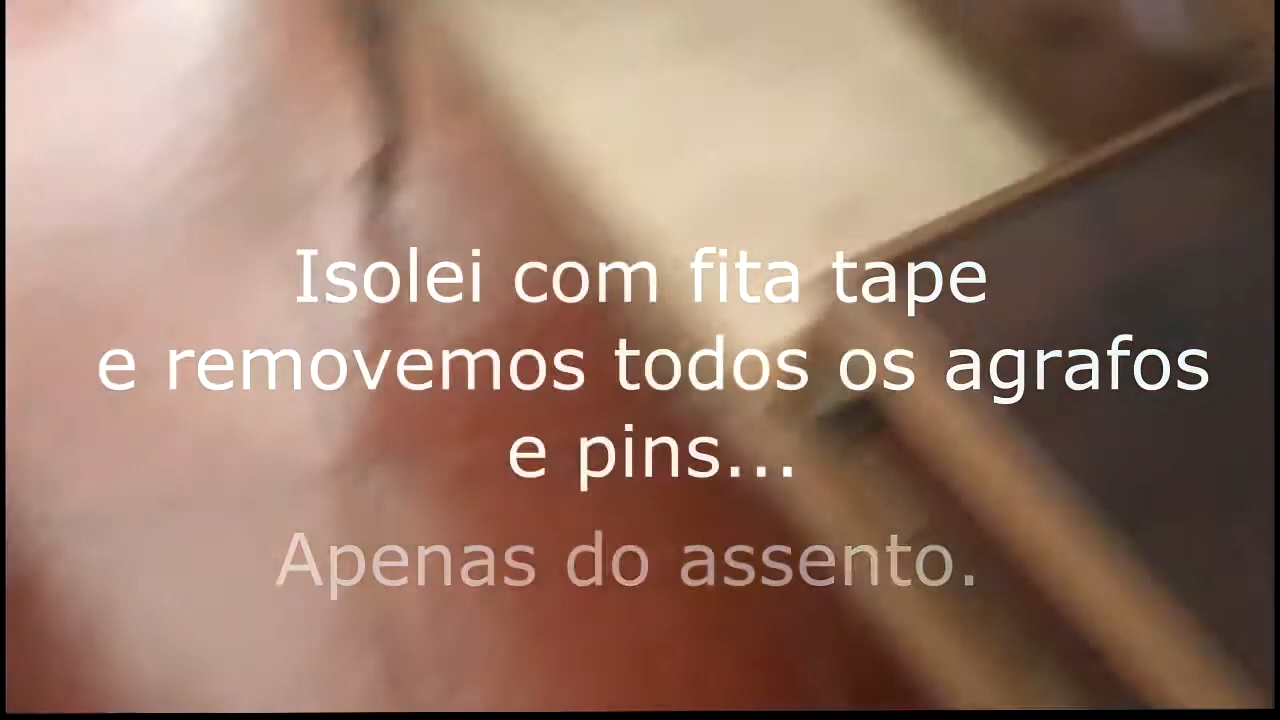 Isolei com fita tape
e removemos todos os agrafos
e pins...
Apenas do assento.